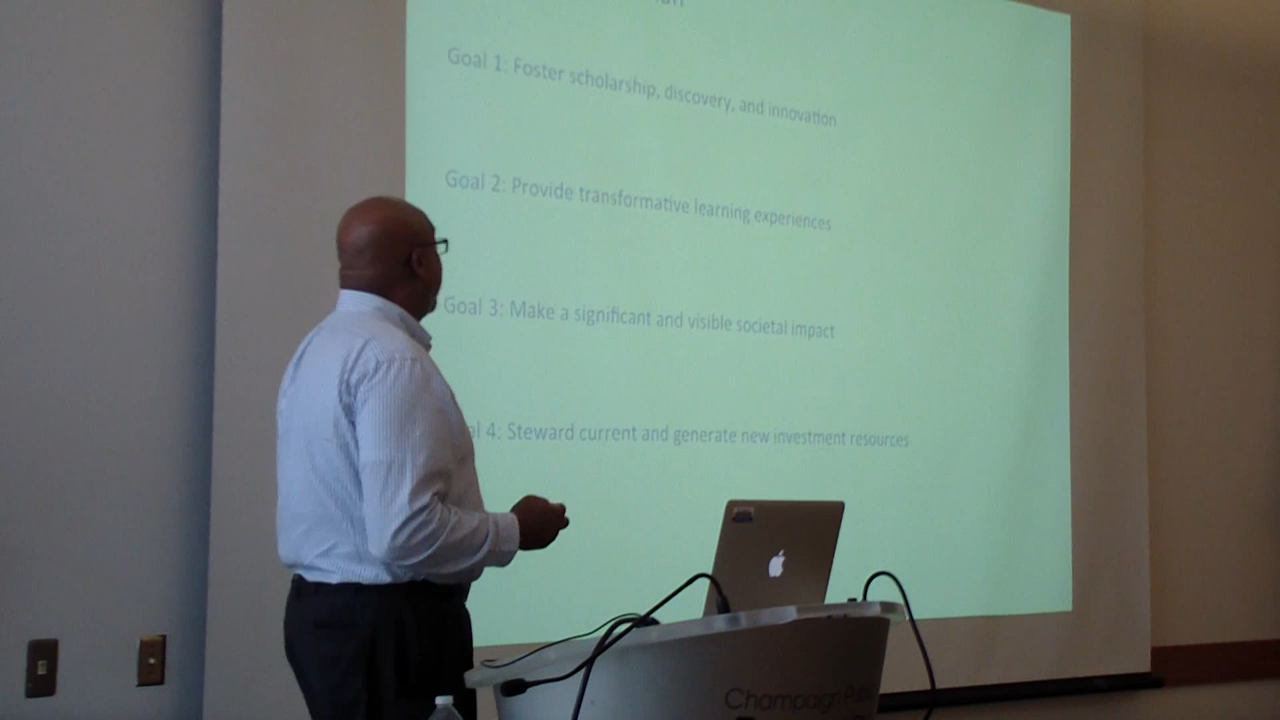 Goal 1: Foster scholarship, discovery, and innovation
Goal 2: Provide transformative learning experiences
Goal 3: Make a significant and visible societal impact
4: Steward current and generate new investment resources
Champaign